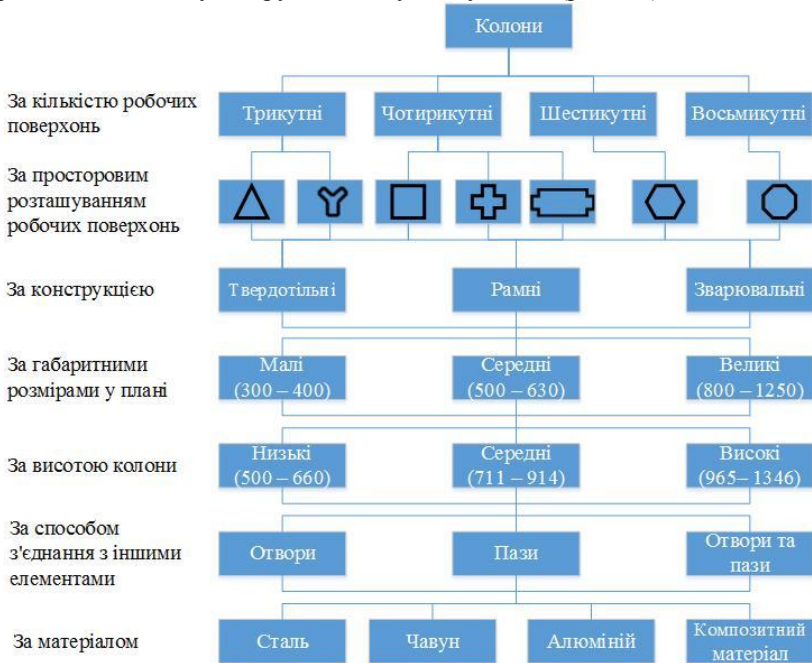 Колони
За кількістю робочих
поверхонь
Трикутні
Чотирикутні
Шестикутні
Восьмикутні
За просторовим
розташуванням
робочих поверхонь
За конструкцією
Твердотільні
Рамні
Зварювальні
За габаритними
розмірами у плані
Малі
(300 – 400)
Середні
(500 – 630)
Великі
(800 – 1250)
За висотою колони
Низькі
(500 – 660)
Середні
(711 – 914)
Високі
(965– 1346)
За способом
з'єднання з іншими
елементами
Отвори
Пази
Отвори та
пази
За матеріалом
Сталь
Чавун
Алюміній
Композитний
матеріал